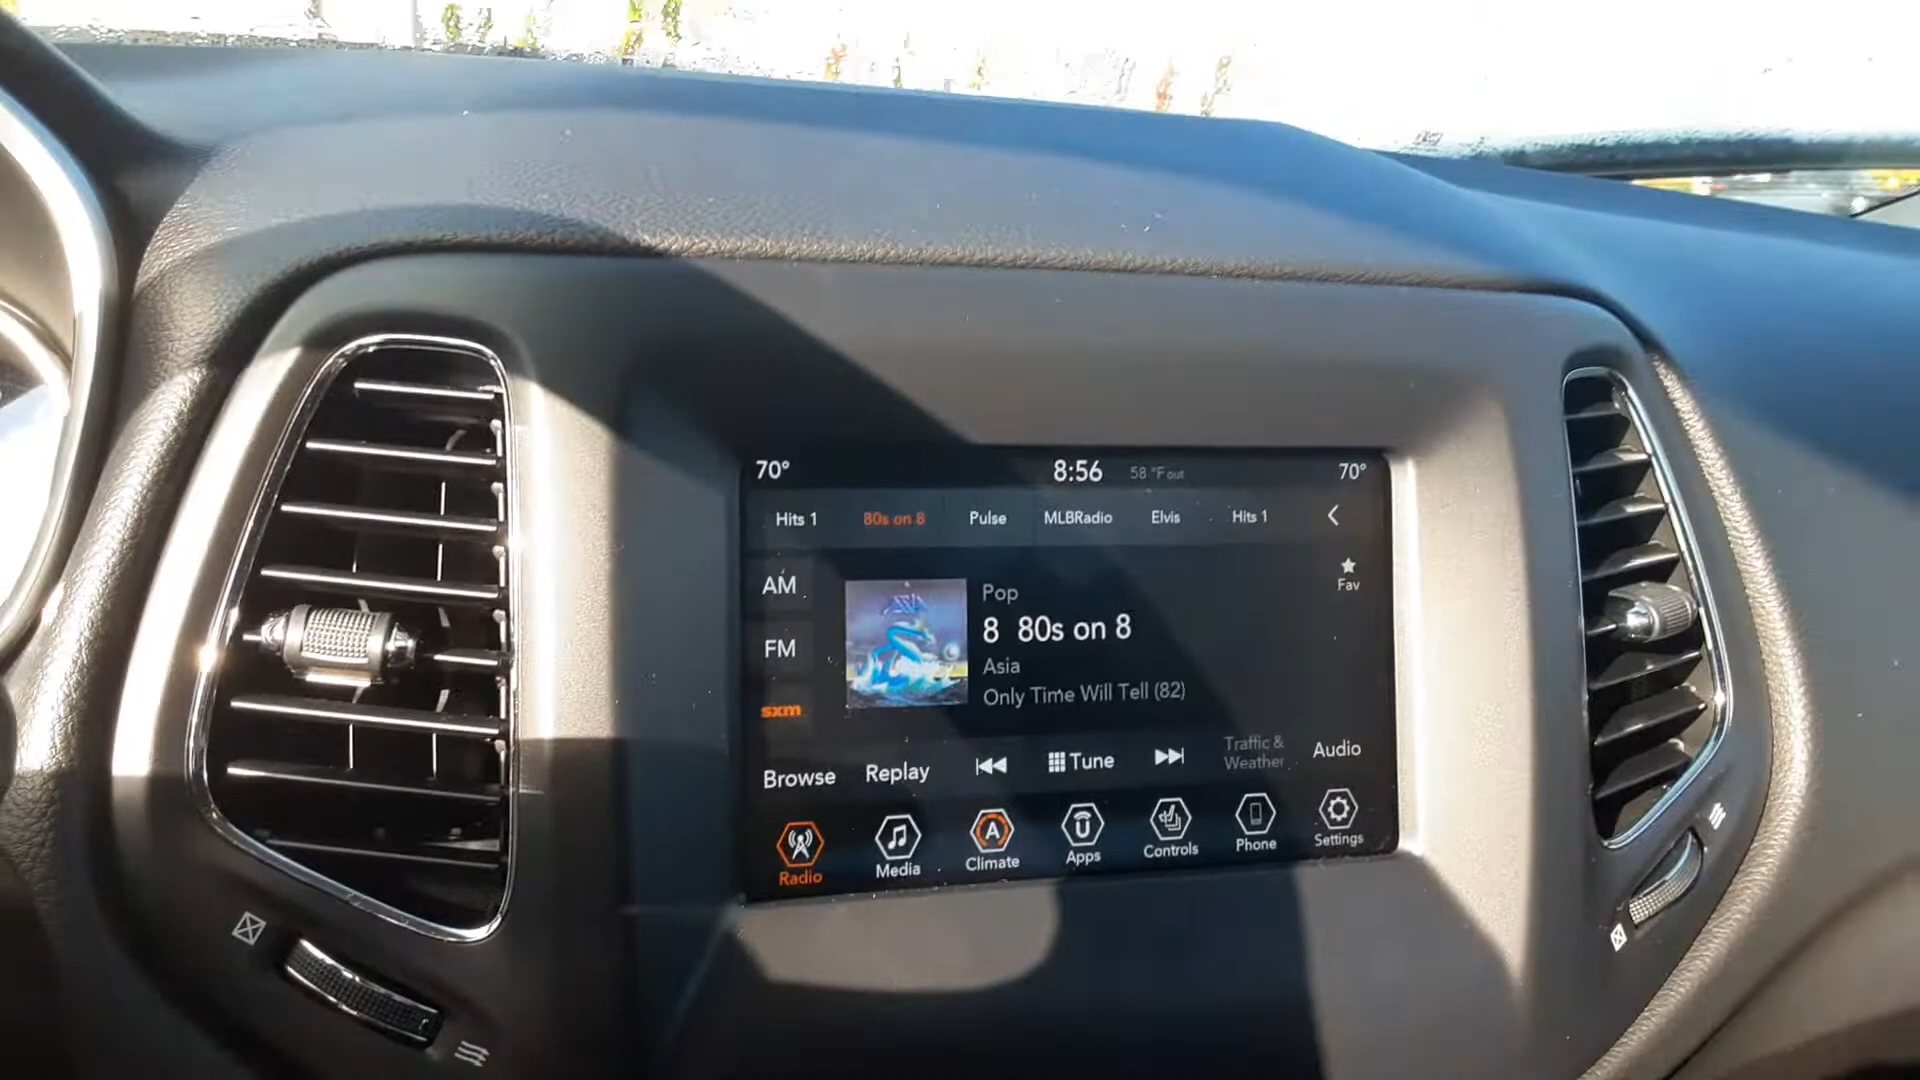 70° 8:56 58 °F out 70°
Hits 1 80s on 8 Pulse MLBRadio Elvis Hits 1
AM
FM
sxm
Fav
ASIA
Pop
8 80s on 8
Asia
Only Time Will Tell (82)
Browse Replay Tune Traffic & Weather Audio
Radio Media Climate Apps Controls Phone Settings